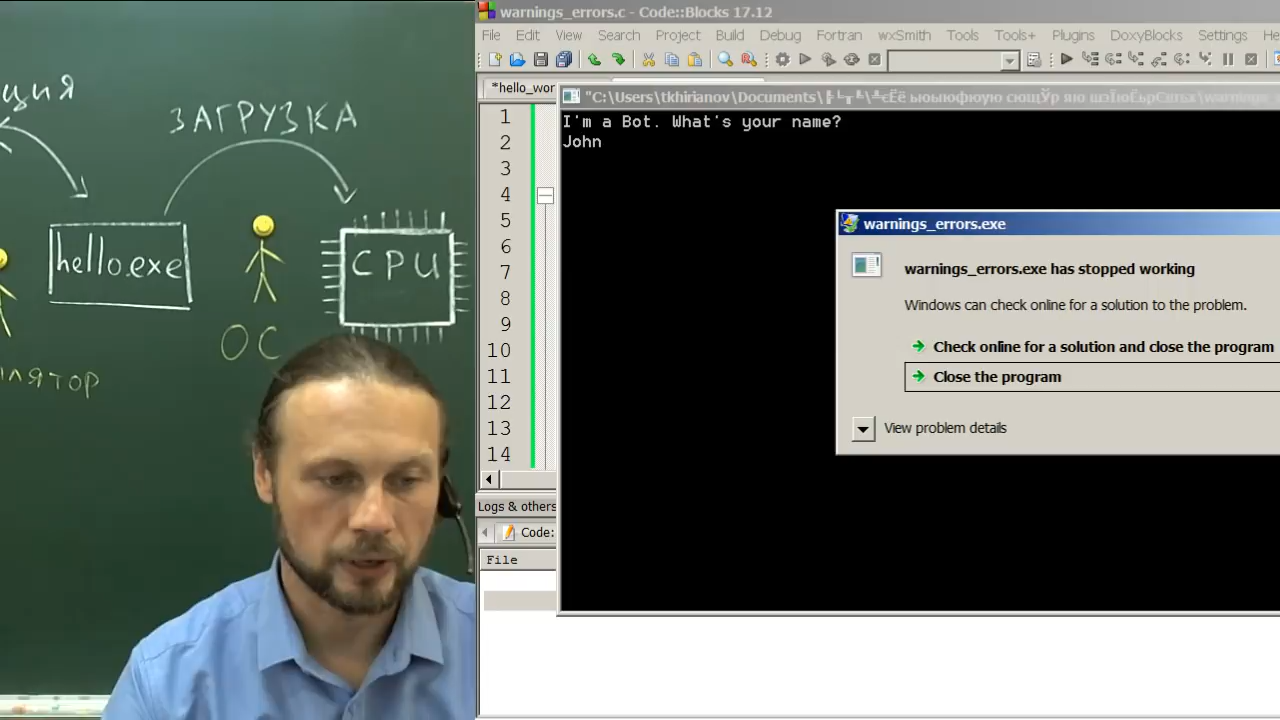 ция
ЗАГРУЗКА
hello.exe
CPU
ОС
лятор
warnings_errors.c - Code::Blocks 17.12
File Edit View Search Project Build Debug Fortran wxSmith Tools Tools+ Plugins DoxyBlocks Settings He
*hello_wor
"C:\Users\tkhirianov\Documents\
I'm a Bot. What's your name?
John
1
2
3
4
5
6
7
8
9
10
11
12
13
14
warnings_errors.exe
warnings_errors.exe has stopped working
Windows can check online for a solution to the problem.
Check online for a solution and close the program
Close the program
View problem details
Logs & others
Code:
File